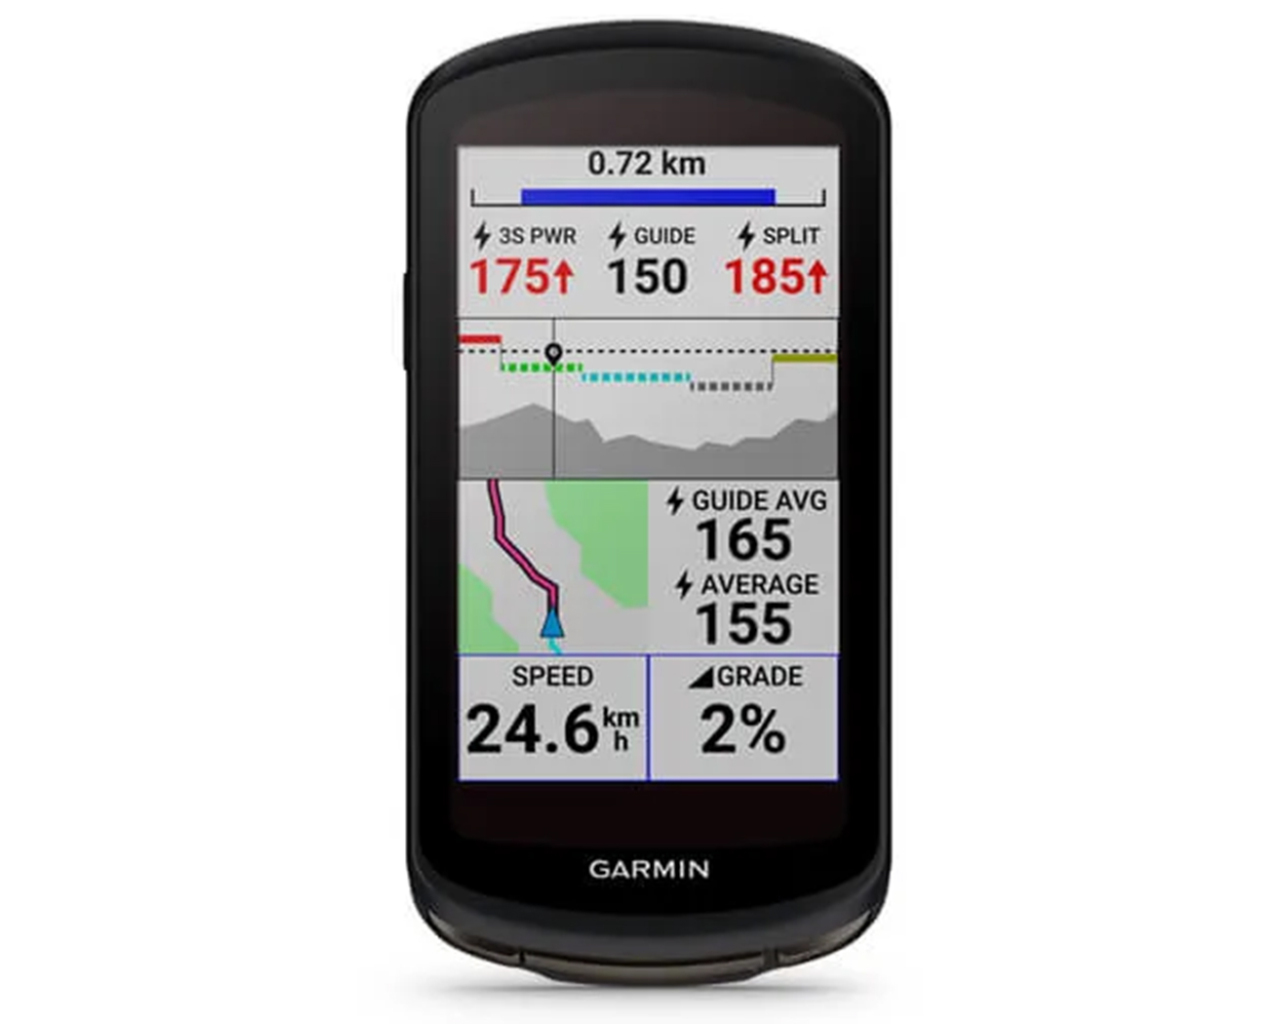 0.72 km
3S PWR GUIDE SPLIT
175 150 185
GUIDE AVG
165
AVERAGE
155
SPEED GRADE
24.6 km/h 2%
GARMIN